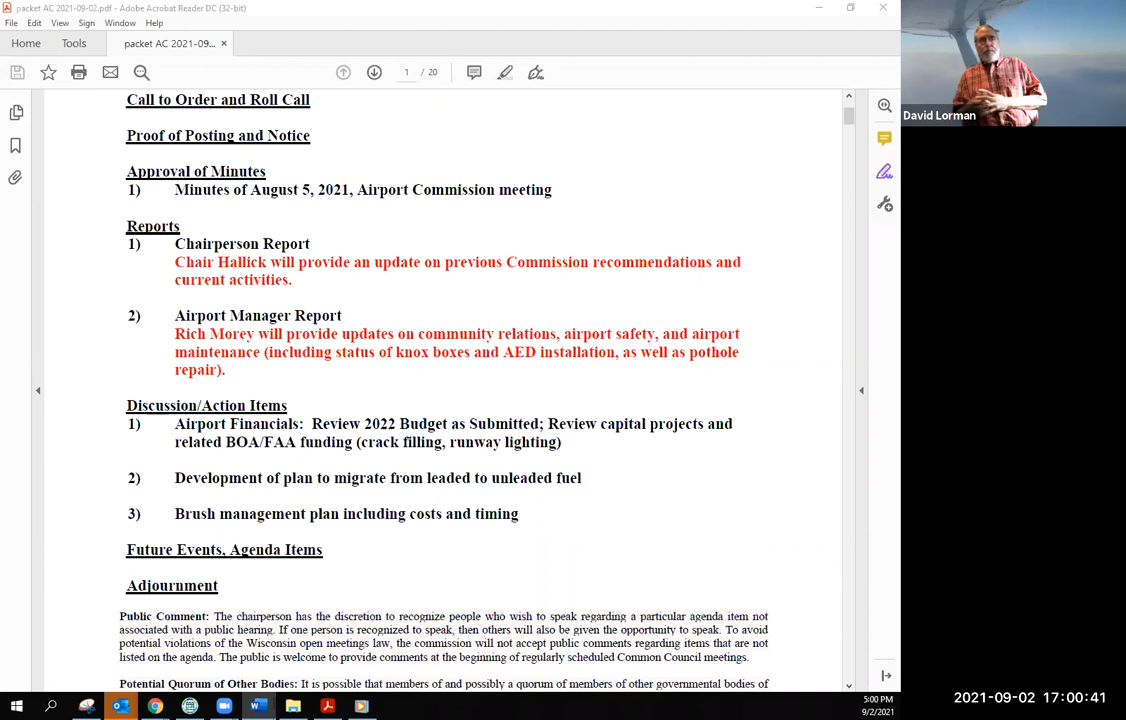 packet AC 2021-09-02.pdf - Adobe Acrobat Reader DC (32-bit)
File Edit View Sign Window Help
Home Tools packet AC 2021-09... ×
1 / 20
Call to Order and Roll Call
Proof of Posting and Notice
Approval of Minutes
1) Minutes of August 5, 2021, Airport Commission meeting
Reports
1) Chairperson Report
Chair Hallick will provide an update on previous Commission recommendations and
current activities.
2) Airport Manager Report
Rich Morey will provide updates on community relations, airport safety, and airport
maintenance (including status of knox boxes and AED installation, as well as pothole
repair).
Discussion/Action Items
1) Airport Financials: Review 2022 Budget as Submitted; Review capital projects and
related BOA/FAA funding (crack filling, runway lighting)
2) Development of plan to migrate from leaded to unleaded fuel
3) Brush management plan including costs and timing
Future Events, Agenda Items
Adjournment
Public Comment: The chairperson has the discretion to recognize people who wish to speak regarding a particular agenda item not
associated with a public hearing. If one person is recognized to speak, then others will also be given the opportunity to speak. To avoid
potential violations of the Wisconsin open meetings law, the commission will not accept public comments regarding items that are not
listed on the agenda. The public is welcome to provide comments at the beginning of regularly scheduled Common Council meetings.
Potential Quorum of Other Bodies: It is possible that members of and possibly a quorum of members of other governmental bodies of
David Lorman
5:00 PM
9/2/2021
2021-09-02 17:00:41